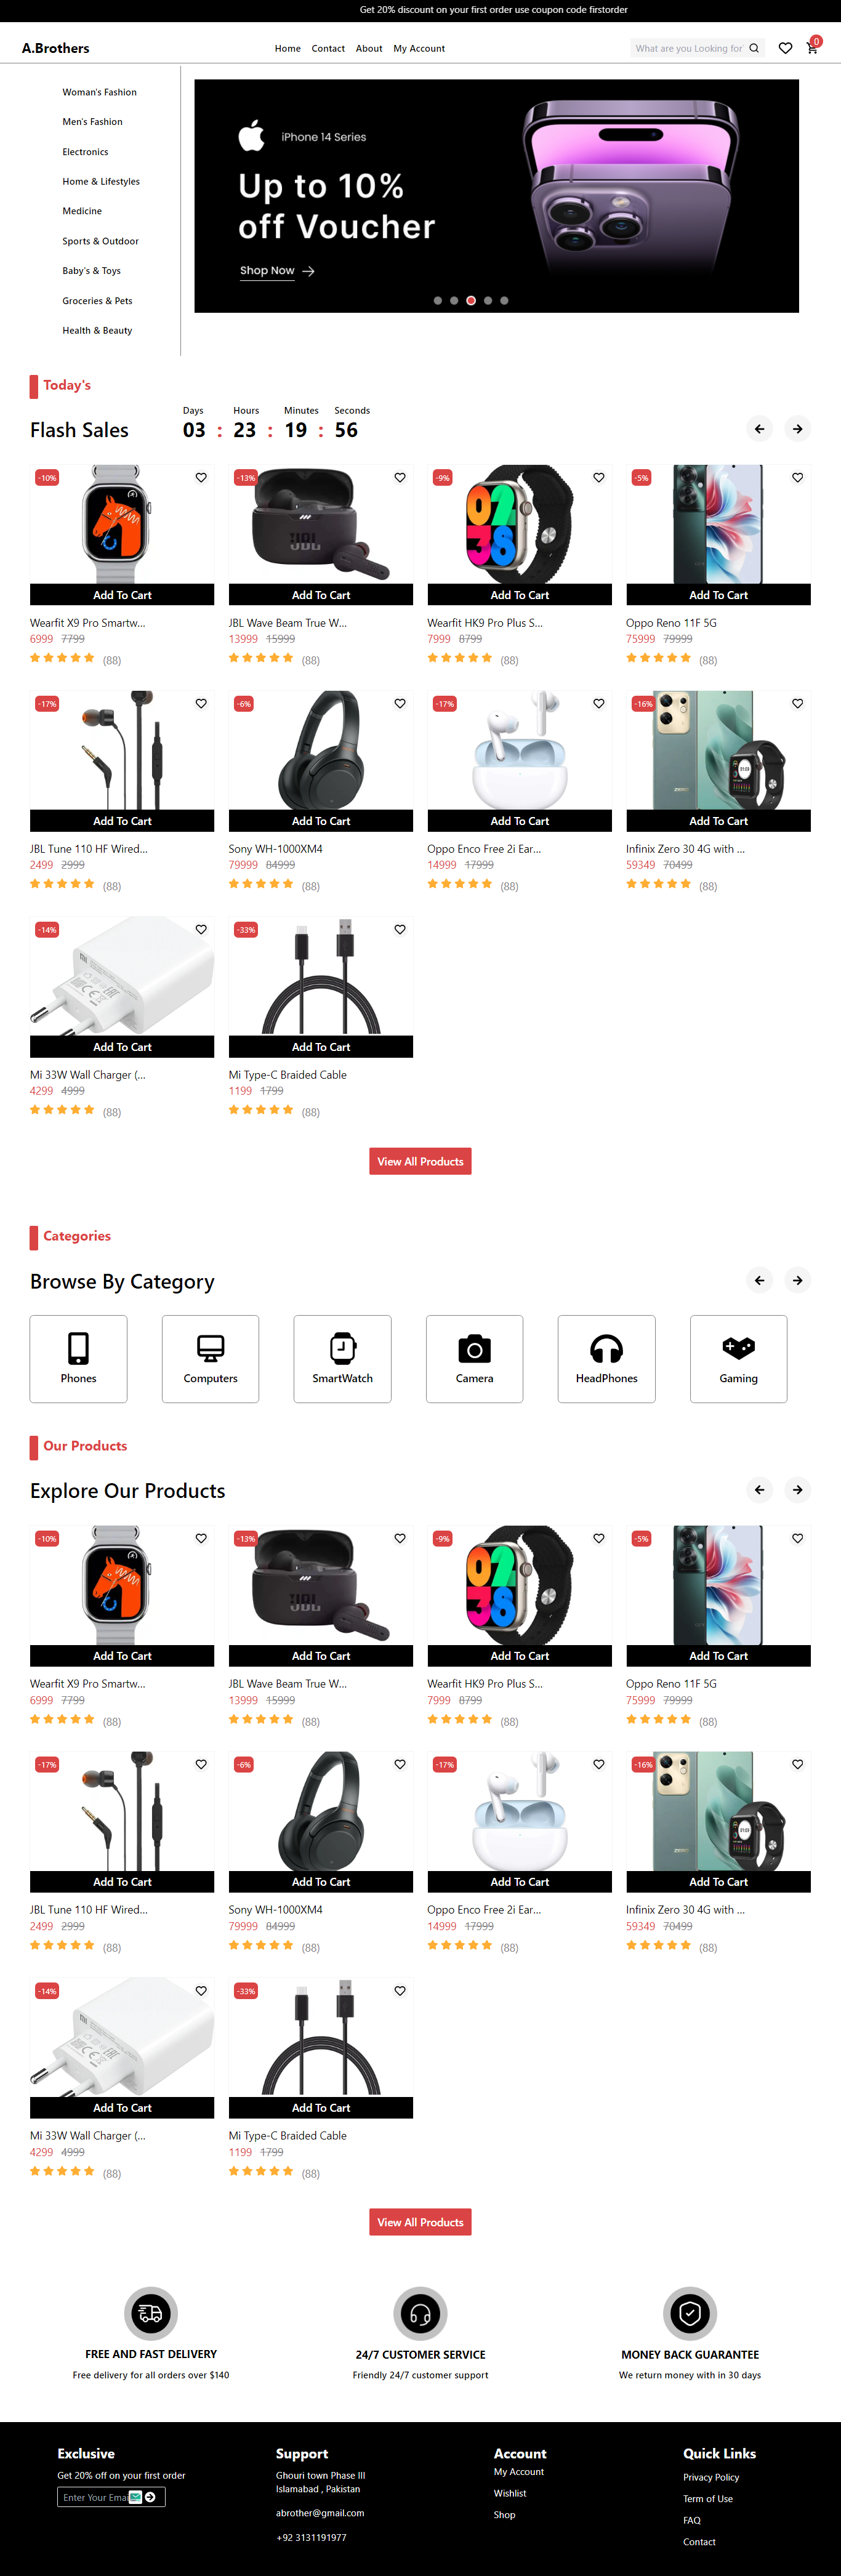 Get 20% discount on your first order use coupon code firstorder
A.Brothers
Home Contact About My Account
What are you Looking for
0
Woman's Fashion
Men's Fashion
Electronics
Home & Lifestyles
Medicine
Sports & Outdoor
Baby's & Toys
Groceries & Pets
Health & Beauty
iPhone 14 Series
Up to 10%
off Voucher
Shop Now
Today's
Flash Sales
Days Hours Minutes Seconds
03 : 23 : 19 : 56
-10% -13% -9% -5%
JBL
Add To Cart Add To Cart Add To Cart Add To Cart
Wearfit X9 Pro Smartw... JBL Wave Beam True W... Wearfit HK9 Pro Plus S... Oppo Reno 11F 5G
6999 7799 13999 15999 7999 8799 75999 79999
(88) (88) (88) (88)
-17% -6% -17% -16%
Add To Cart Add To Cart Add To Cart Add To Cart
JBL Tune 110 HF Wired... Sony WH-1000XM4 Oppo Enco Free 2i Ear... Infinix Zero 30 4G with ...
2499 2999 79999 84999 14999 17999 59349 70499
(88) (88) (88) (88)
-14% -33%
Add To Cart Add To Cart
Mi 33W Wall Charger (... Mi Type-C Braided Cable
4299 4999 1199 1799
(88) (88)
View All Products
Categories
Browse By Category
Phones Computers SmartWatch Camera HeadPhones Gaming
Our Products
Explore Our Products
-10% -13% -9% -5%
JBL
Add To Cart Add To Cart Add To Cart Add To Cart
Wearfit X9 Pro Smartw... JBL Wave Beam True W... Wearfit HK9 Pro Plus S... Oppo Reno 11F 5G
6999 7799 13999 15999 7999 8799 75999 79999
(88) (88) (88) (88)
-17% -6% -17% -16%
Add To Cart Add To Cart Add To Cart Add To Cart
JBL Tune 110 HF Wired... Sony WH-1000XM4 Oppo Enco Free 2i Ear... Infinix Zero 30 4G with ...
2499 2999 79999 84999 14999 17999 59349 70499
(88) (88) (88) (88)
-14% -33%
Add To Cart Add To Cart
Mi 33W Wall Charger (... Mi Type-C Braided Cable
4299 4999 1199 1799
(88) (88)
View All Products
FREE AND FAST DELIVERY
Free delivery for all orders over $140
24/7 CUSTOMER SERVICE
Friendly 24/7 customer support
MONEY BACK GUARANTEE
We return money with in 30 days
Exclusive
Get 20% off on your first order
Enter Your Email
Support
Ghouri town Phase III
Islamabad , Pakistan
abrother@gmail.com
+92 3131191977
Account
My Account
Wishlist
Shop
Quick Links
Privacy Policy
Term of Use
FAQ
Contact